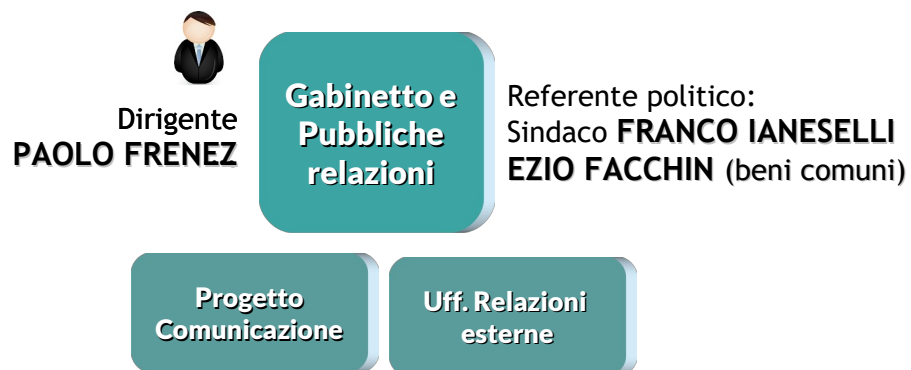 Dirigente
PAOLO FRENEZ
Gabinetto e
Pubbliche
relazioni
Referente politico:
Sindaco FRANCO IANESELLI
EZIO FACCHIN (beni comuni)
Progetto
Comunicazione
Uff. Relazioni
esterne